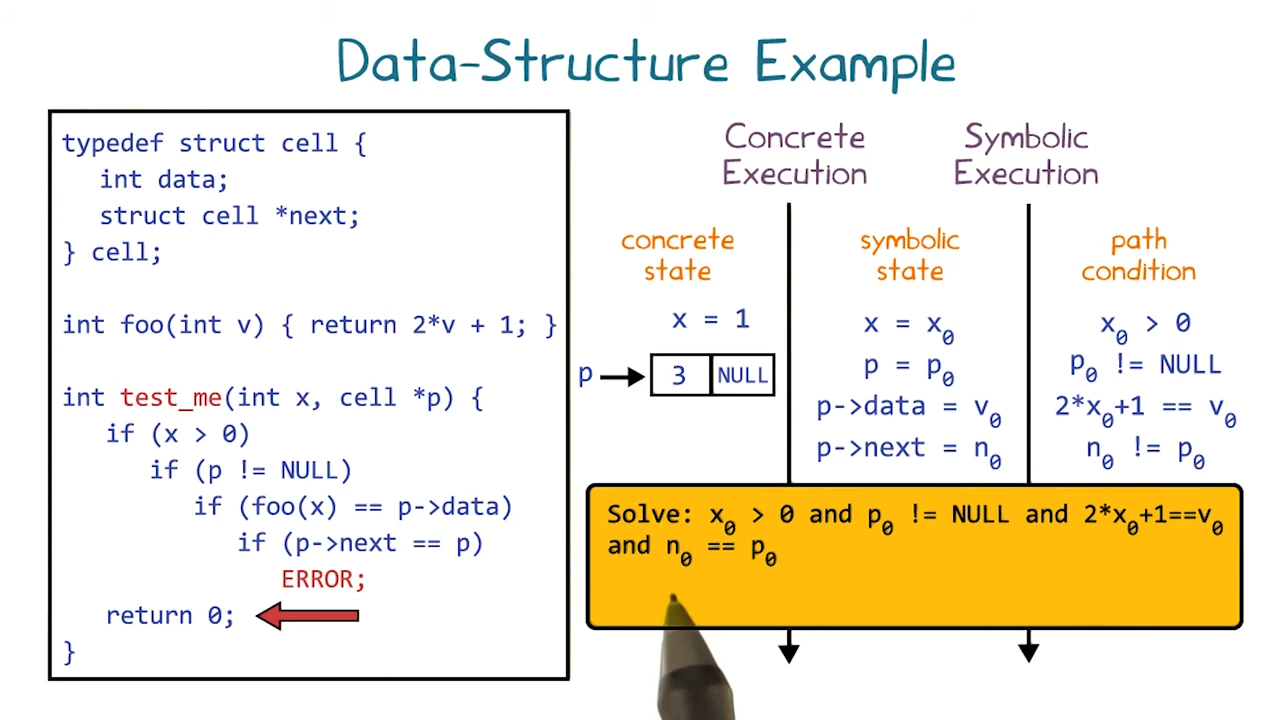 Data-Structure Example
typedef struct cell {
int data;
struct cell *next;
} cell;
int foo(int v) { return 2*v + 1; }
int test_me(int x, cell *p) {
if (x > 0)
if (p != NULL)
if (foo(x) == p->data)
if (p->next == p)
ERROR;
return 0;
}
Concrete
Execution
Symbolic
Execution
concrete
state
x = 1
p
3
NULL
symbolic
state
x = x₀
p = p₀
p->data = v₀
p->next = n₀
path
condition
x₀ > 0
p₀ != NULL
2*x₀+1 == v₀
n₀ != p₀
Solve: x₀ > 0 and p₀ != NULL and 2*x₀+1==v₀
and n₀ == p₀